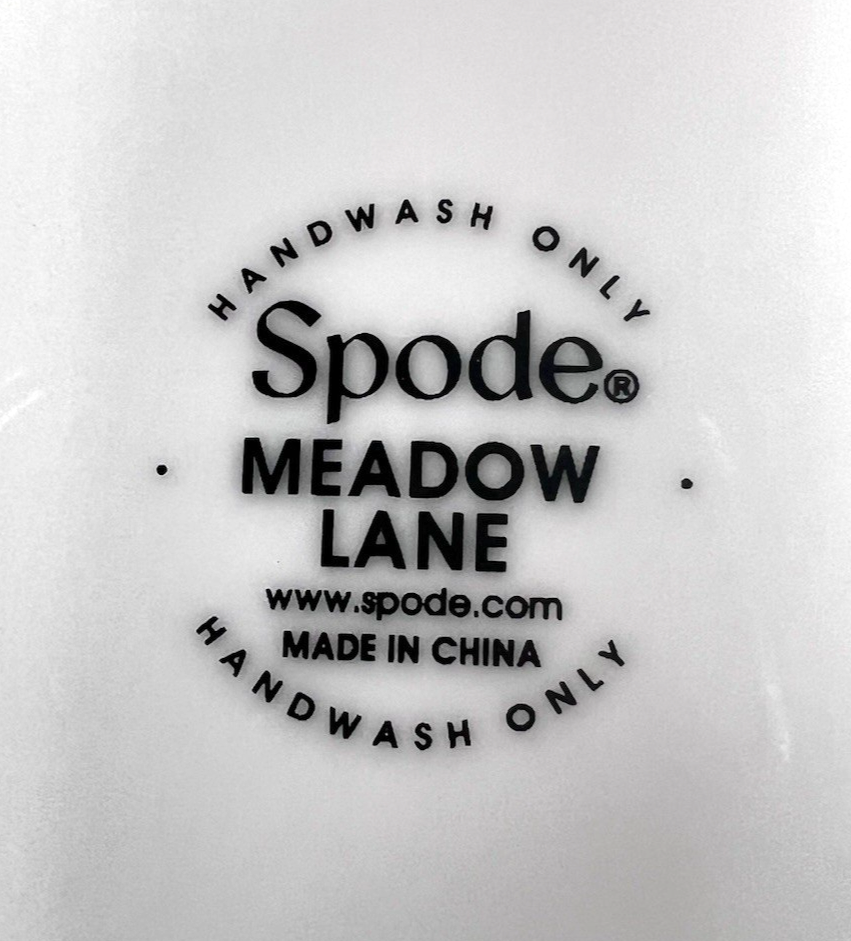 HANDWASH ONLY
Spode®
MEADOW
LANE
www.spode.com
MADE IN CHINA
HANDWASH ONLY